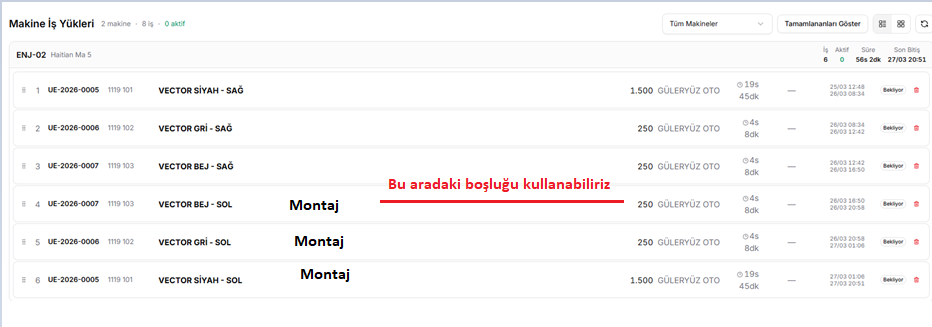 Makine İş Yükleri 2 makine · 8 iş · 0 aktif Tüm Makineler Tamamlananları Göster
ENJ-02 Haitian Ma 5 İş Aktif Süre Son Bitiş
6 0 56s 2dk 27/03 20:51
1 UE-2026-0005 1119 101 VECTOR SİYAH - SAĞ 1.500 GÜLERYÜZ OTO 19s 45dk — 25/03 12:48 26/03 08:34 Bekliyor
2 UE-2026-0006 1119 102 VECTOR GRİ - SAĞ 250 GÜLERYÜZ OTO 4s 8dk — 26/03 08:34 26/03 12:42 Bekliyor
3 UE-2026-0007 1119 103 VECTOR BEJ - SAĞ 250 GÜLERYÜZ OTO 4s 8dk — 26/03 12:42 26/03 16:50 Bekliyor
Bu aradaki boşluğu kullanabiliriz
4 UE-2026-0007 1119 103 VECTOR BEJ - SOL Montaj 250 GÜLERYÜZ OTO 4s 8dk — 26/03 16:50 26/03 20:58 Bekliyor
5 UE-2026-0006 1119 102 VECTOR GRİ - SOL Montaj 250 GÜLERYÜZ OTO 4s 8dk — 26/03 20:58 27/03 01:06 Bekliyor
6 UE-2026-0005 1119 101 VECTOR SİYAH - SOL Montaj 1.500 GÜLERYÜZ OTO 19s 45dk — 27/03 01:06 27/03 20:51 Bekliyor